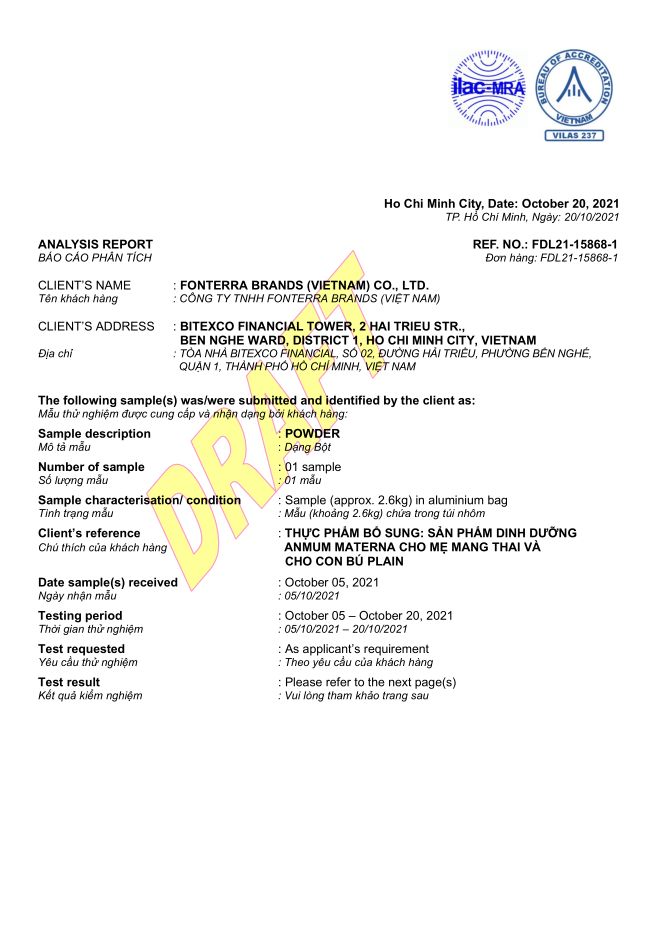 ilac-MRA
BUREAU OF ACCREDITATION
VIETNAM
VILAS 237
Ho Chi Minh City, Date: October 20, 2021
TP. Hồ Chí Minh, Ngày: 20/10/2021
ANALYSIS REPORT REF. NO.: FDL21-15868-1
BÁO CÁO PHÂN TÍCH Đơn hàng: FDL21-15868-1
CLIENT'S NAME : FONTERRA BRANDS (VIETNAM) CO., LTD.
Tên khách hàng : CÔNG TY TNHH FONTERRA BRANDS (VIỆT NAM)
CLIENT'S ADDRESS : BITEXCO FINANCIAL TOWER, 2 HAI TRIEU STR.,
BEN NGHE WARD, DISTRICT 1, HO CHI MINH CITY, VIETNAM
Địa chỉ : TÒA NHÀ BITEXCO FINANCIAL, SỐ 02, ĐƯỜNG HẢI TRIỀU, PHƯỜNG BẾN NGHÉ,
QUẬN 1, THÀNH PHỐ HỒ CHÍ MINH, VIỆT NAM
The following sample(s) was/were submitted and identified by the client as:
Mẫu thử nghiệm được cung cấp và nhận dạng bởi khách hàng:
Sample description : POWDER
Mô tả mẫu : Dạng Bột
Number of sample : 01 sample
Số lượng mẫu : 01 mẫu
Sample characterisation/ condition : Sample (approx. 2.6kg) in aluminium bag
Tình trạng mẫu : Mẫu (khoảng 2.6kg) chứa trong túi nhôm
Client's reference : THỰC PHẨM BỔ SUNG: SẢN PHẨM DINH DƯỠNG
Chú thích của khách hàng ANMUM MATERNA CHO MẸ MANG THAI VÀ
CHO CON BÚ PLAIN
Date sample(s) received : October 05, 2021
Ngày nhận mẫu : 05/10/2021
Testing period : October 05 – October 20, 2021
Thời gian thử nghiệm : 05/10/2021 – 20/10/2021
Test requested : As applicant's requirement
Yêu cầu thử nghiệm : Theo yêu cầu của khách hàng
Test result : Please refer to the next page(s)
Kết quả kiểm nghiệm : Vui lòng tham khảo trang sau
DRAFT